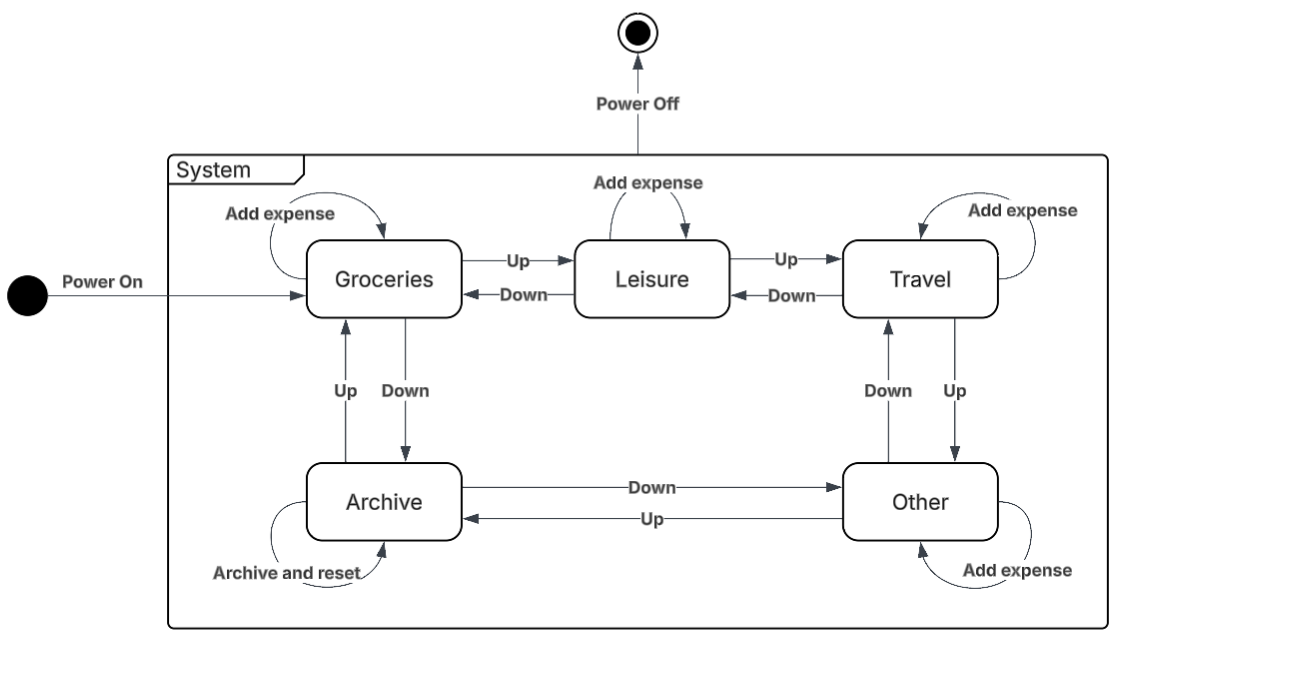 Power Off
System
Add expense
Add expense
Add expense
Power On
Groceries
Up
Down
Leisure
Up
Down
Travel
Up
Down
Down
Up
Archive
Down
Up
Other
Archive and reset
Add expense